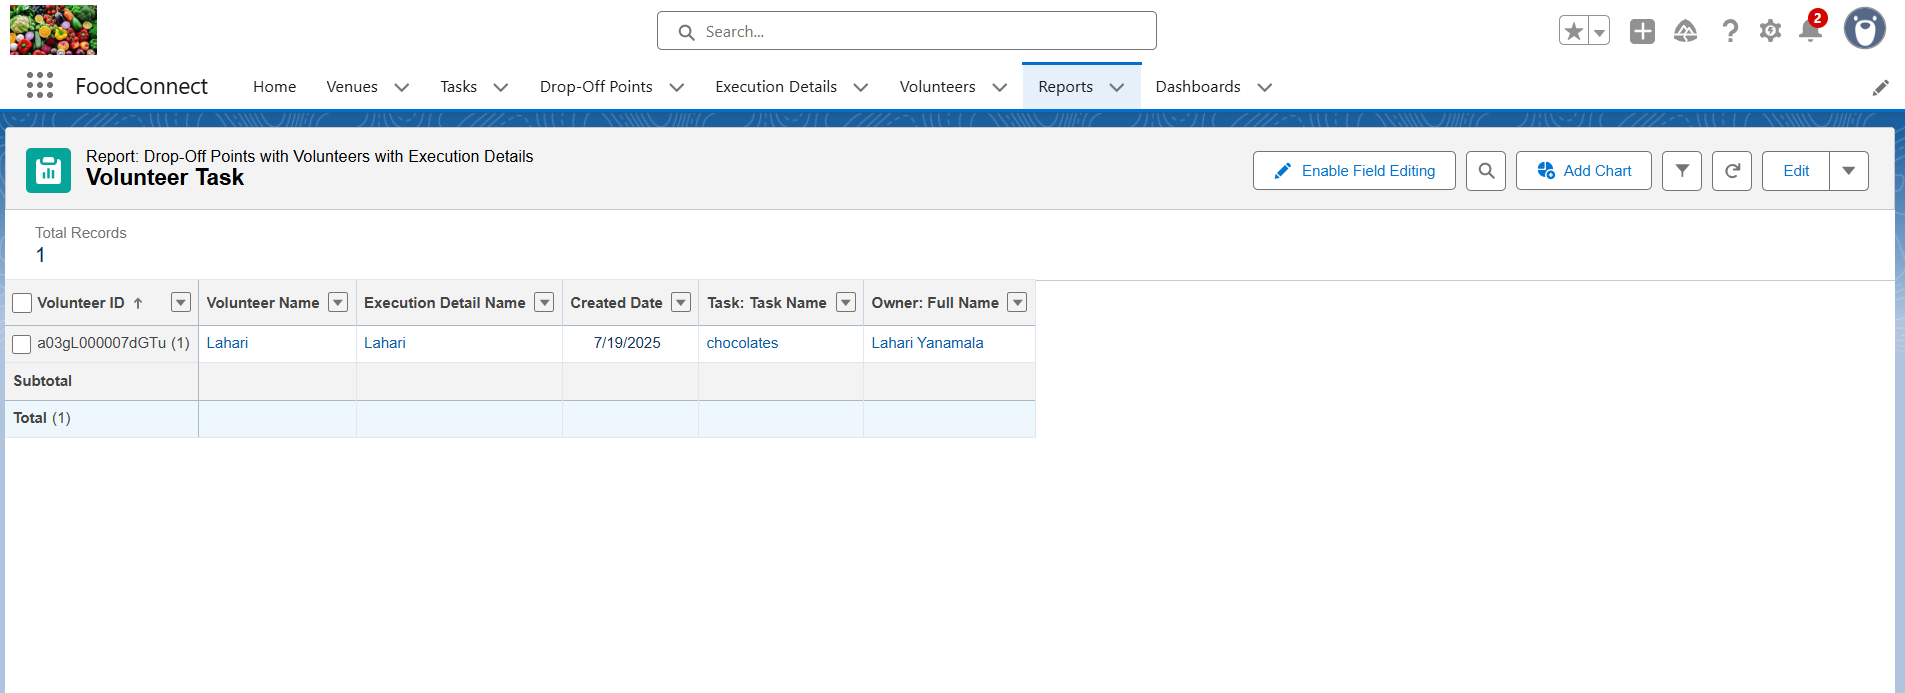 Search...
2
FoodConnect Home Venues Tasks Drop-Off Points Execution Details Volunteers Reports Dashboards
Report: Drop-Off Points with Volunteers with Execution Details
Volunteer Task
Enable Field Editing Add Chart Edit
Total Records
1
Volunteer ID ↑ Volunteer Name Execution Detail Name Created Date Task: Task Name Owner: Full Name
a03gL000007dGTu (1) Lahari Lahari 7/19/2025 chocolates Lahari Yanamala
Subtotal
Total (1)